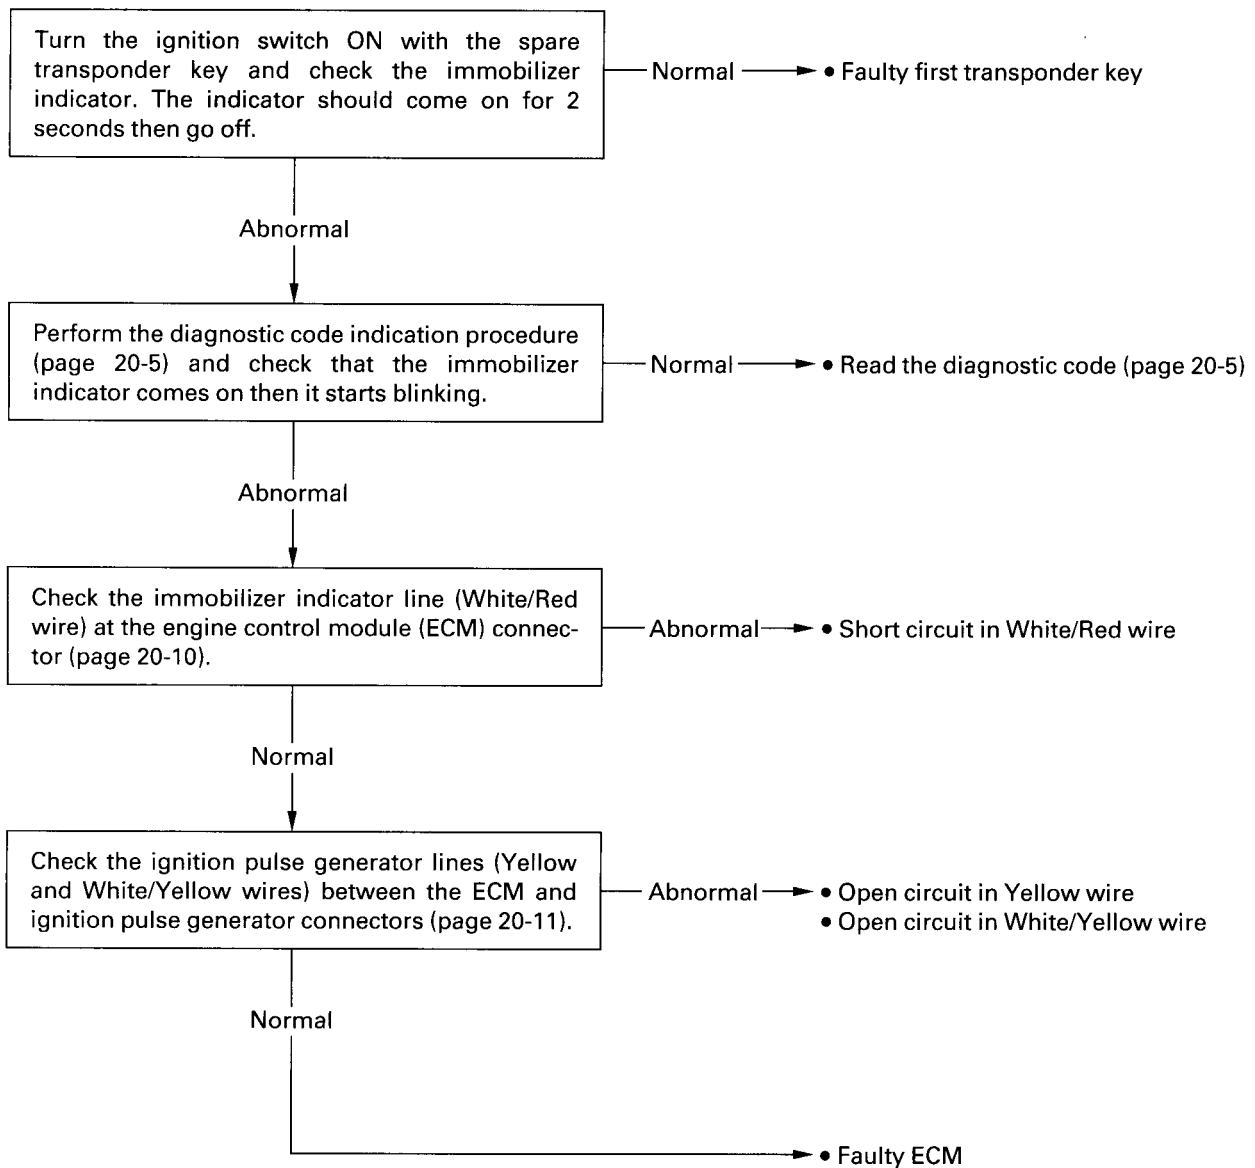 Turn the ignition switch ON with the spare
transponder key and check the immobilizer
indicator. The indicator should come on for 2
seconds then go off.
Normal
• Faulty first transponder key
Abnormal
Perform the diagnostic code indication procedure
(page 20-5) and check that the immobilizer
indicator comes on then it starts blinking.
Normal
• Read the diagnostic code (page 20-5)
Abnormal
Check the immobilizer indicator line (White/Red
wire) at the engine control module (ECM) connec-
tor (page 20-10).
Abnormal
• Short circuit in White/Red wire
Normal
Check the ignition pulse generator lines (Yellow
and White/Yellow wires) between the ECM and
ignition pulse generator connectors (page 20-11).
Abnormal
• Open circuit in Yellow wire
• Open circuit in White/Yellow wire
Normal
• Faulty ECM